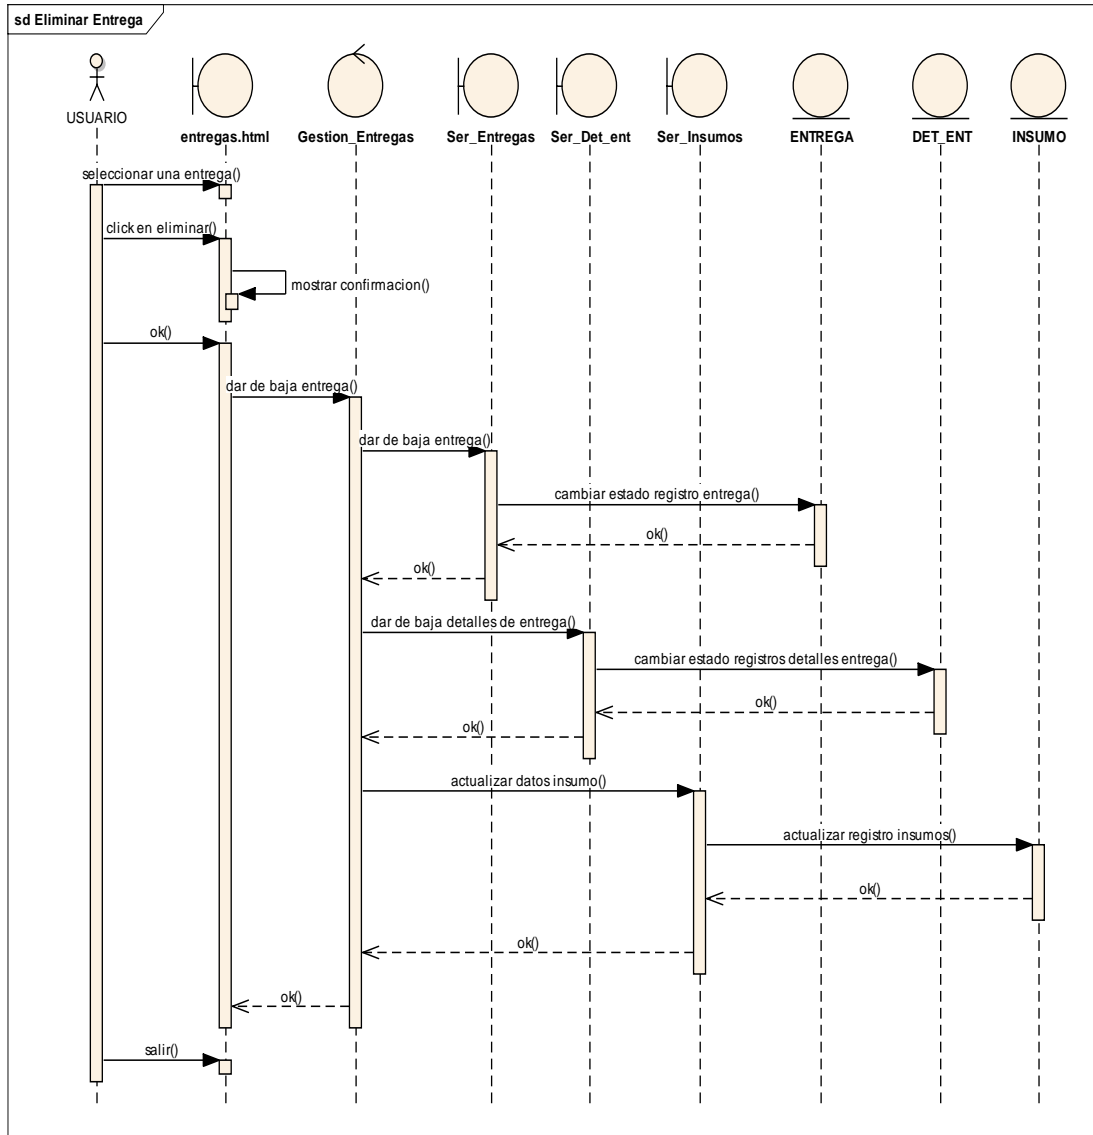 sd Eliminar Entrega
USUARIO
entregas.html
Gestion_Entregas
Ser_Entregas
Ser_Det_ent
Ser_Insumos
ENTREGA
DET_ENT
INSUMO
seleccionar una entrega()
click en eliminar()
mostrar confirmacion()
ok()
dar de baja entrega()
dar de baja entrega()
cambiar estado registro entrega()
ok()
ok()
dar de baja detalles de entrega()
cambiar estado registros detalles entrega()
ok()
ok()
actualizar datos insumo()
actualizar registro insumos()
ok()
ok()
ok()
salir()